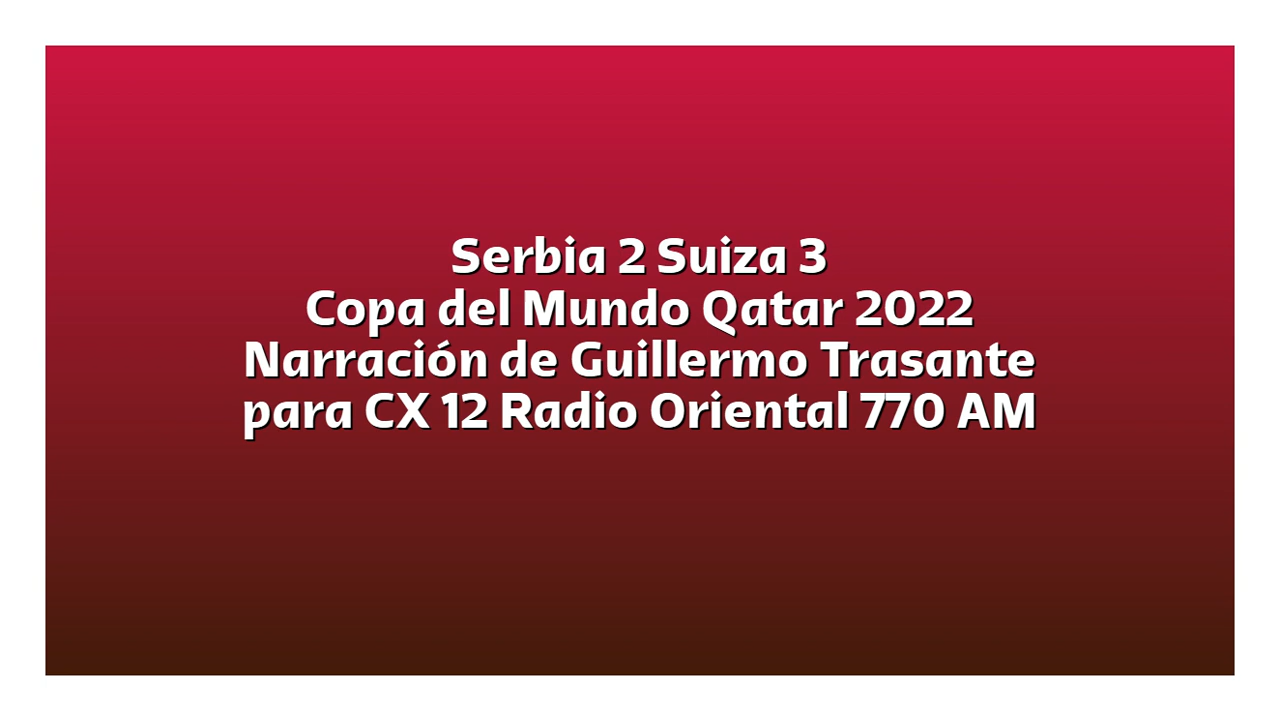 Serbia 2 Suiza 3
Copa del Mundo Qatar 2022
Narración de Guillermo Trasante
para CX 12 Radio Oriental 770 AM